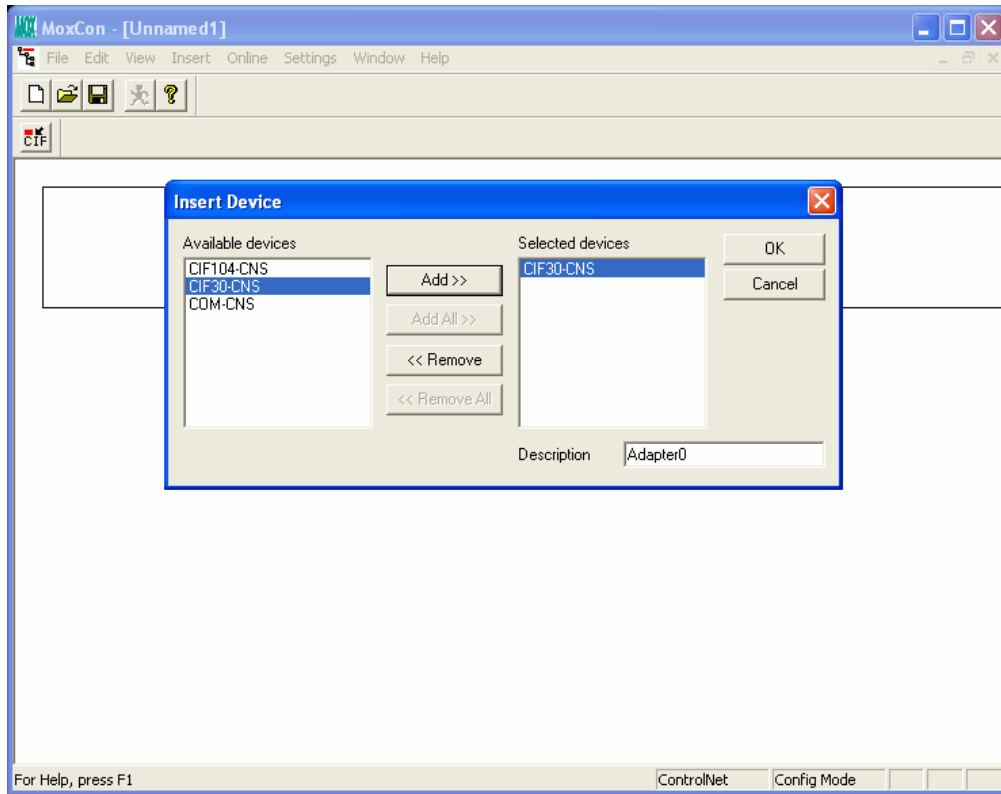 MoxCon - [Unnamed1]
File Edit View Insert Online Settings Window Help
CIF
Insert Device
Available devices
CIF104-CNS
CIF30-CNS
COM-CNS
Add >>
Add All >>
<< Remove
<< Remove All
Selected devices
CIF30-CNS
OK
Cancel
Description Adapter0
For Help, press F1 ControlNet Config Mode